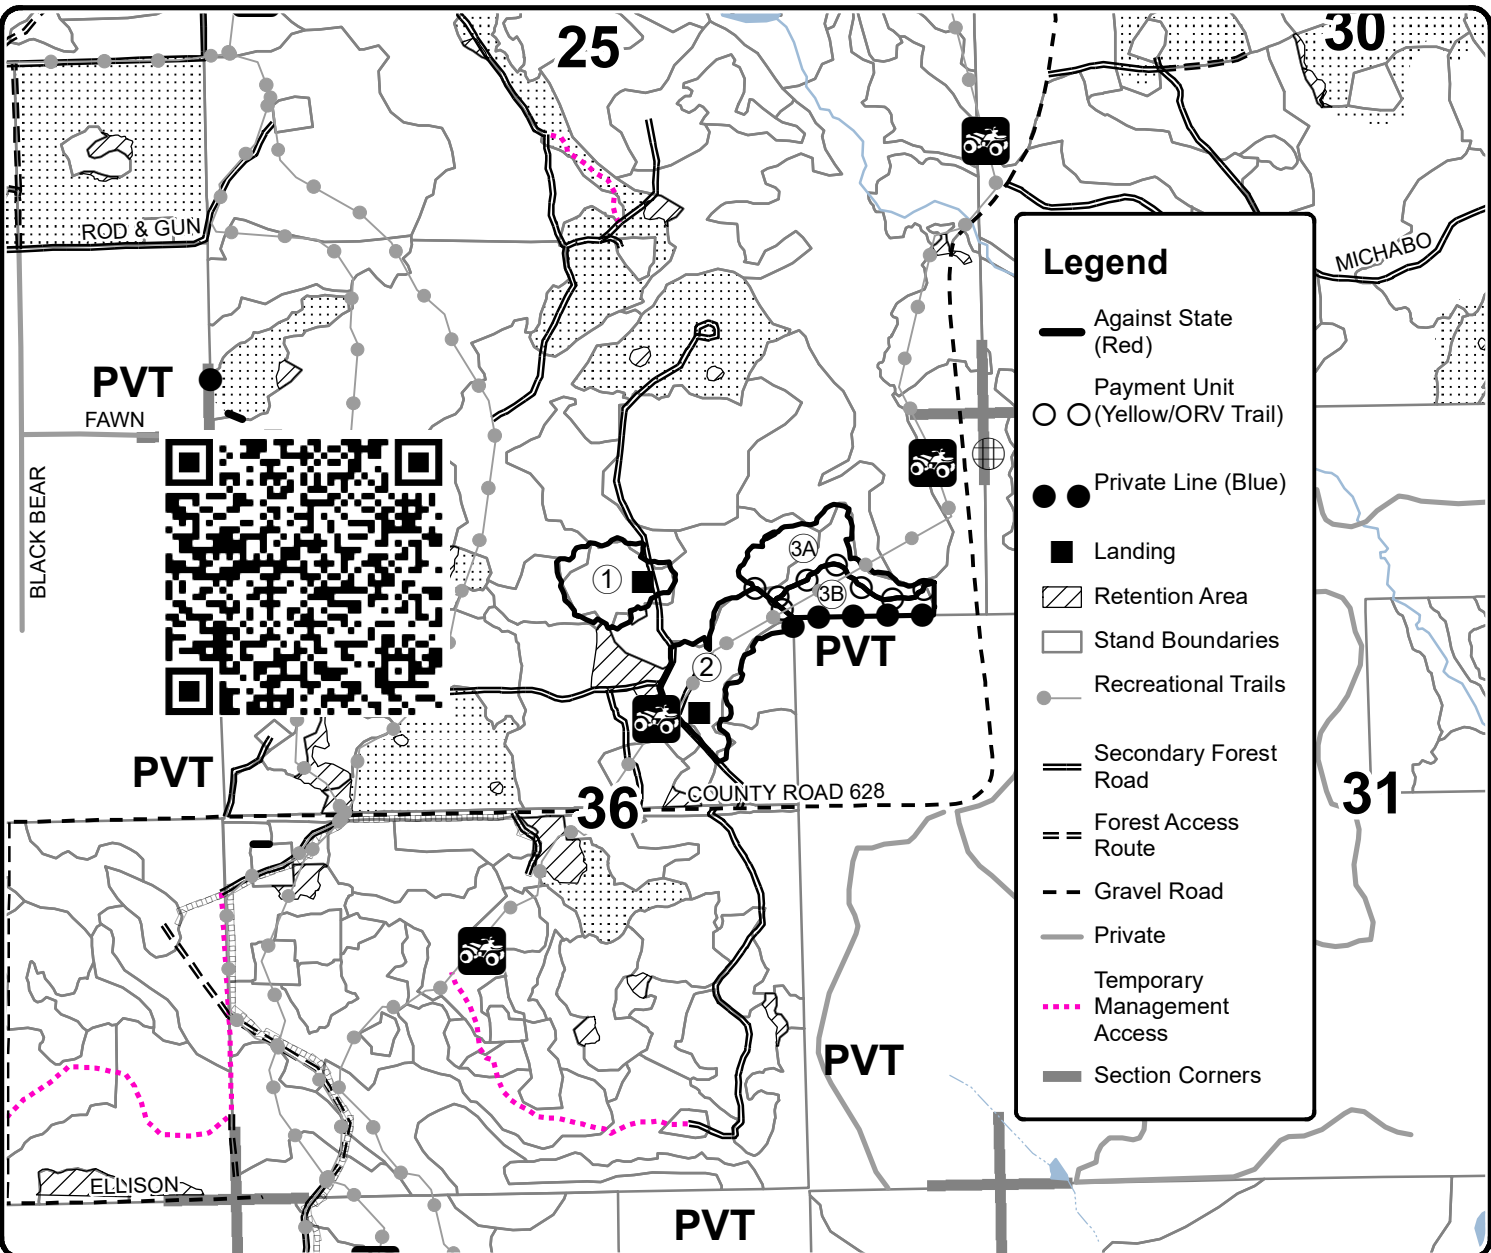 25
30
ROD & GUN
MICHABO
PVT
FAWN
BLACK BEAR
1
2
3A
3B
PVT
PVT
COUNTY ROAD 628
36
31
PVT
ELLISON
PVT
Legend
Against State
(Red)
Payment Unit
(Yellow/ORV Trail)
Private Line (Blue)
Landing
Retention Area
Stand Boundaries
Recreational Trails
Secondary Forest
Road
Forest Access
Route
Gravel Road
Private
Temporary
Management
Access
Section Corners